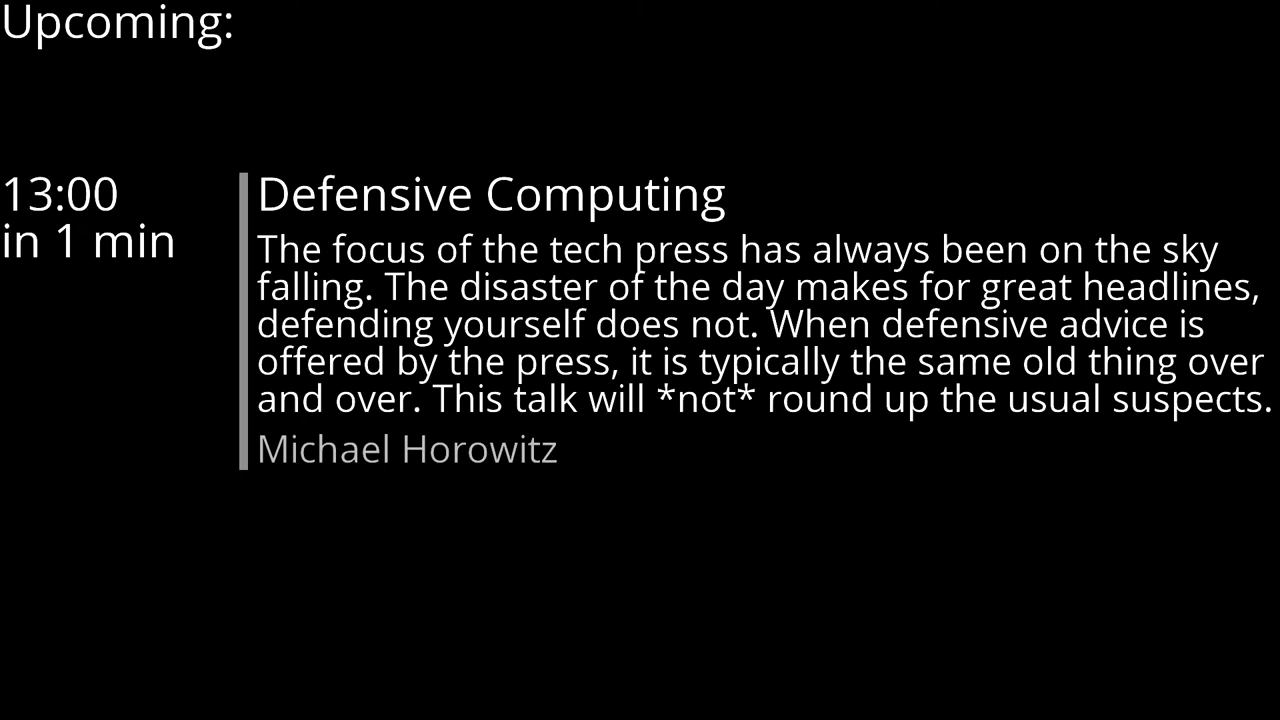 Upcoming:
13:00
in 1 min
Defensive Computing
The focus of the tech press has always been on the sky
falling. The disaster of the day makes for great headlines,
defending yourself does not. When defensive advice is
offered by the press, it is typically the same old thing over
and over. This talk will *not* round up the usual suspects.
Michael Horowitz